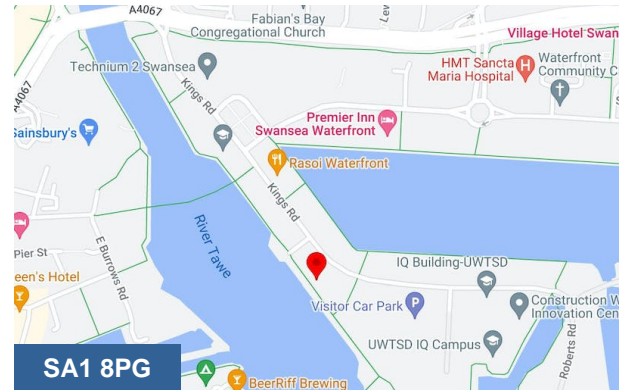 A4067
Fabian's Bay
Congregational Church
Lev
Village Hotel Swan
Technium 2 Swansea
HMT Sancta
Maria Hospital
Waterfront
Community C
A4067
Kings Rd
Premier Inn
Swansea Waterfront
Sainsbury's
Rasoi Waterfront
Kings Rd
River Tawe
Pier St
E Burrows Rd
IQ Building-UWTSD
een's Hotel
Visitor Car Park
Construction W
Innovation Cen
UWTSD IQ Campus
Roberts Rd
SA1 8PG
BeerRiff Brewing